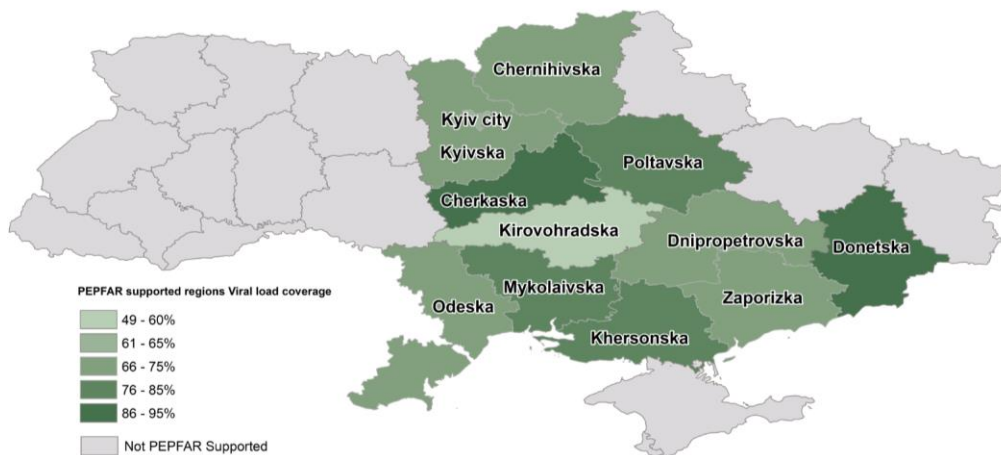 Chernihivska
Kyiv city
Kyivska
Poltavska
Cherkaska
Kirovohradska
Dnipropetrovska
Donetska
Mykolaivska
Zaporizka
Odeska
Khersonska
PEPFAR supported regions Viral load coverage
49 - 60%
61 - 65%
66 - 75%
76 - 85%
86 - 95%
Not PEPFAR Supported